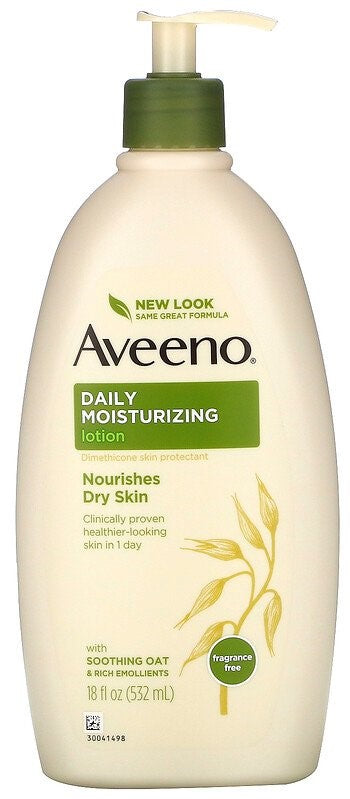 NEW LOOK
SAME GREAT FORMULA
Aveeno®
DAILY
MOISTURIZING
lotion
Dimethicone skin protectant
Nourishes
Dry Skin
Clinically proven
healthier-looking
skin in 1 day
with
SOOTHING OAT
& RICH EMOLLIENTS
18 fl oz (532 mL)
fragrance
free
30041498